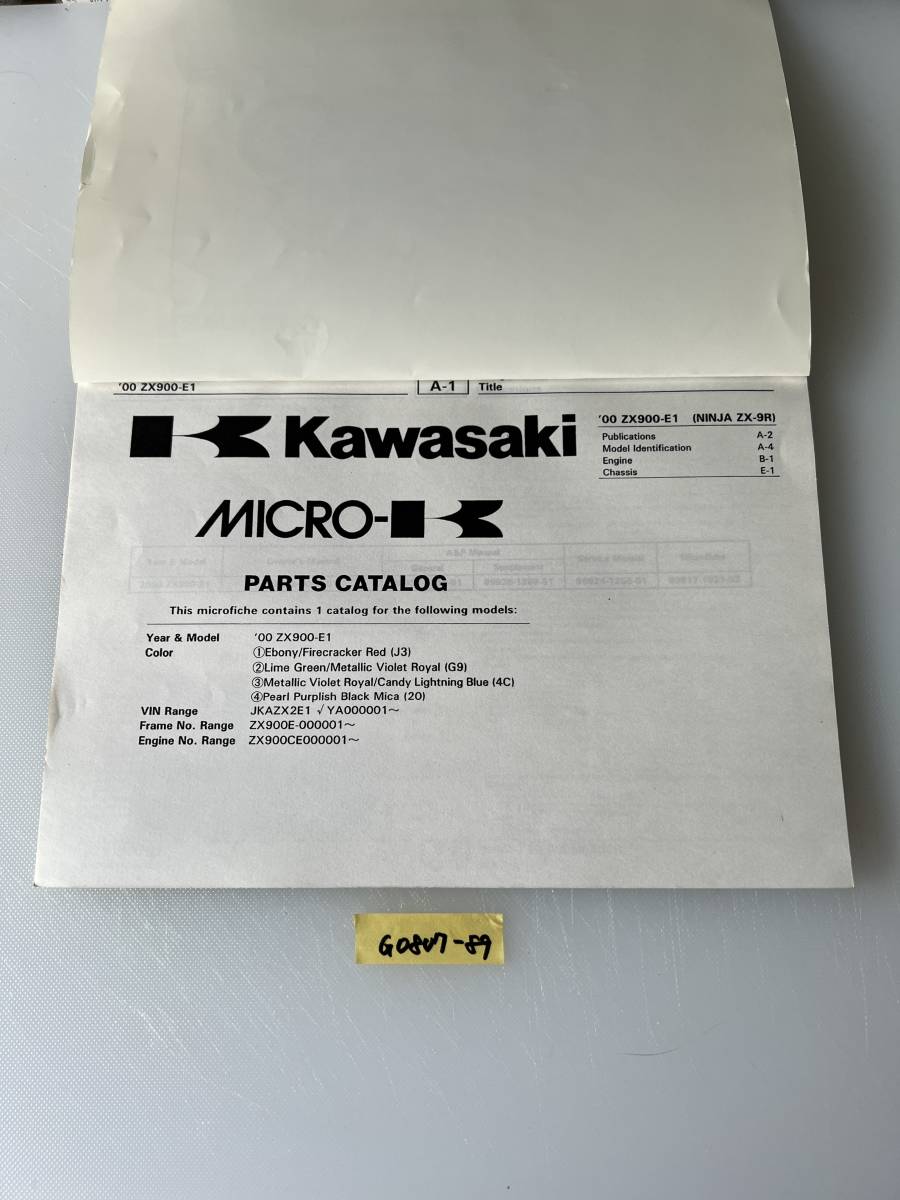 '00 ZX900-E1
A-1
Title
Kawasaki
'00 ZX900-E1 (NINJA ZX-9R)
Publications A-2
Model Identification A-4
Engine B-1
Chassis E-1
MICRO-K
PARTS CATALOG
This microfiche contains 1 catalog for the following models:
Year & Model '00 ZX900-E1
Color ①Ebony/Firecracker Red (J3)
②Lime Green/Metallic Violet Royal (G9)
③Metallic Violet Royal/Candy Lightning Blue (4C)
④Pearl Purplish Black Mica (20)
VIN Range JKAZX2E1 √ YA000001～
Frame No. Range ZX900E-000001～
Engine No. Range ZX900CE000001～
G0807-89